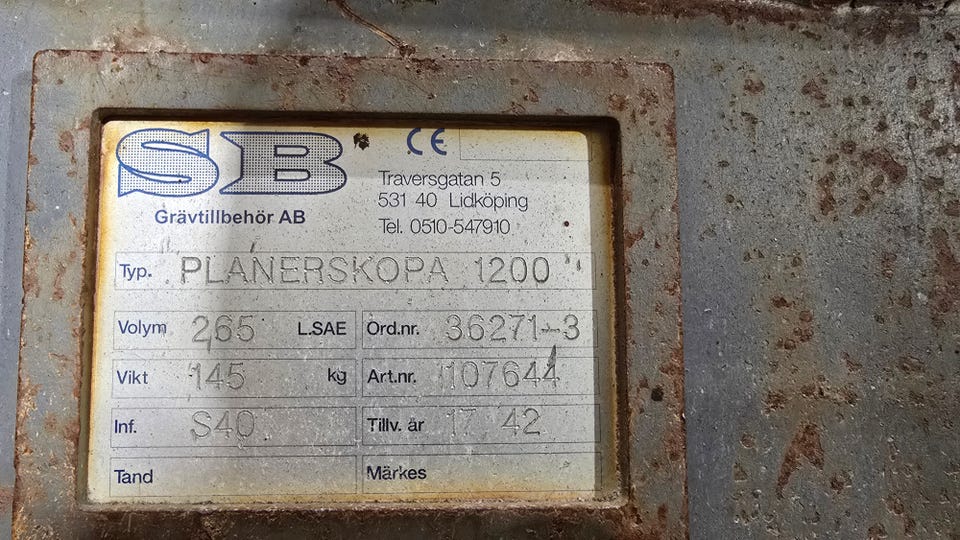 SB
CE
Grävtillbehör AB
Traversgatan 5
531 40 Lidköping
Tel. 0510-547910
Typ. PLANERSKOPA 1200
Volym 265 L.SAE Ord.nr. 36271-3
Vikt 145 kg Art.nr. 107644
Inf. S40 Tillv. år 17 42
Tand Märkes